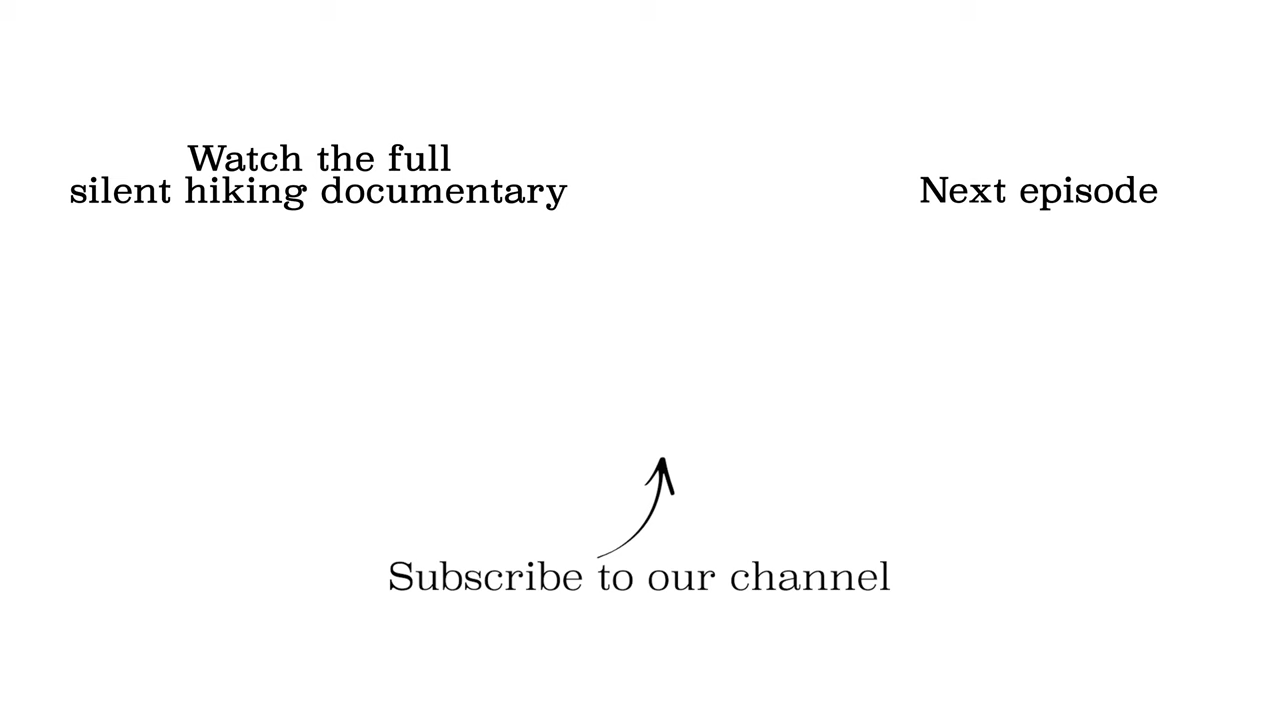 Watch the full
silent hiking documentary
Next episode
Subscribe to our channel